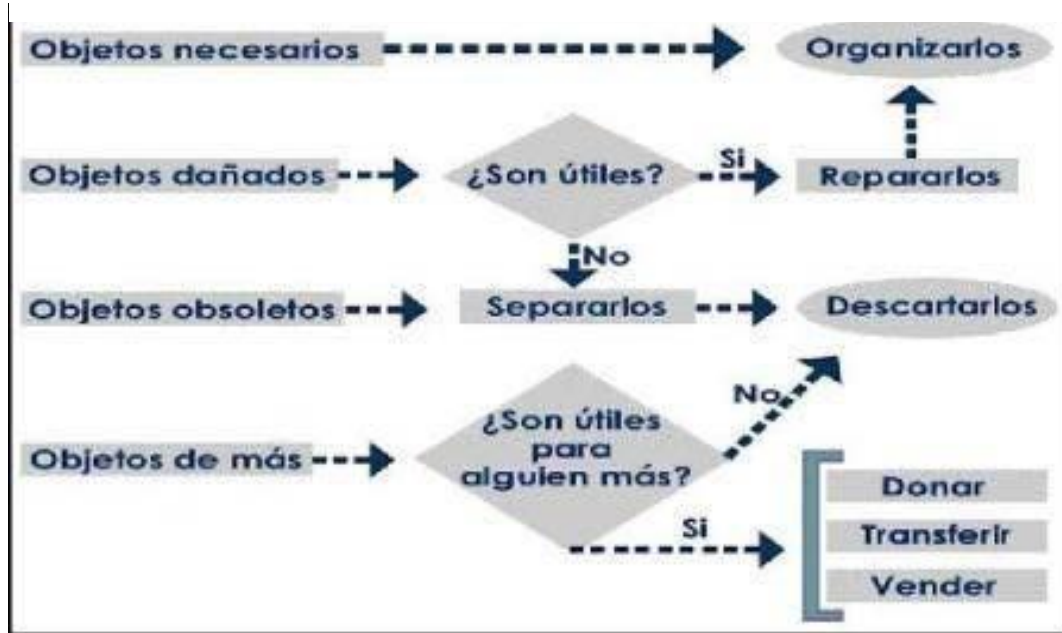 Objetos necesarios
Organizarlos
Objetos dañados
¿Son útiles?
Si
Repararlos
No
Objetos obsoletos
Separarlos
Descartarlos
Objetos de más
¿Son útiles
para
alguien más?
No
Si
Donar
Transferir
Vender